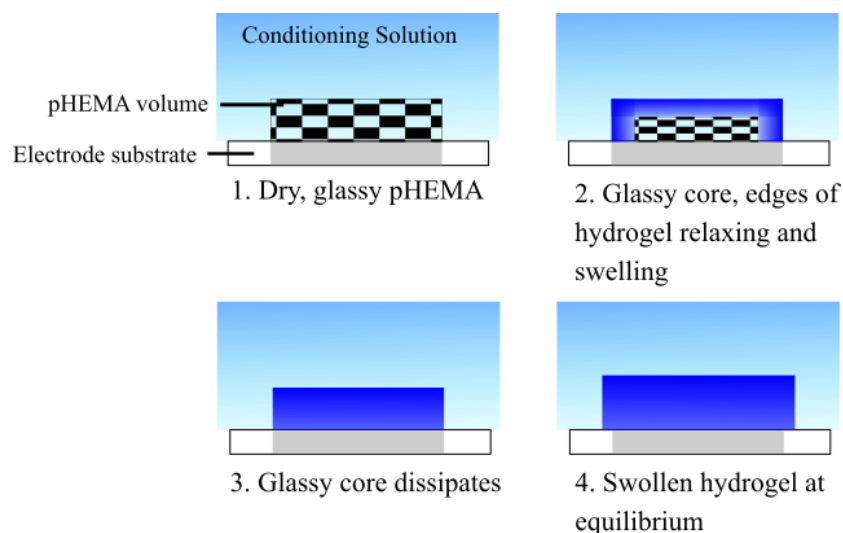 Conditioning Solution
pHEMA volume
Electrode substrate
1. Dry, glassy pHEMA
2. Glassy core, edges of
hydrogel relaxing and
swelling
3. Glassy core dissipates
4. Swollen hydrogel at
equilibrium